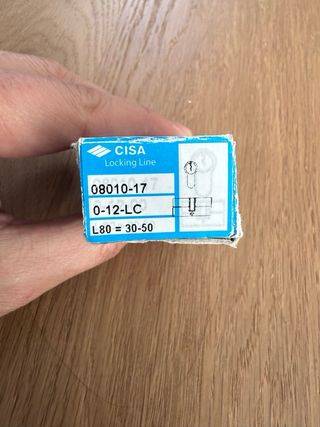 CISA
Locking Line
08010-17
0-12-LC
L80 = 30-50